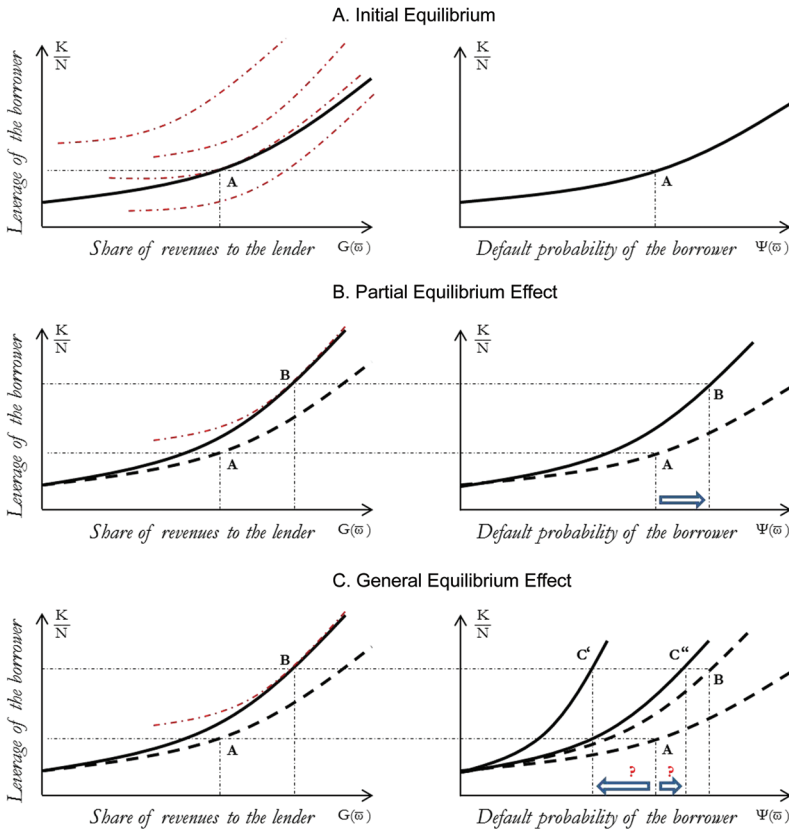 A. Initial Equilibrium
K
N
Leverage of the borrower
A
Share of revenues to the lender G(ϖ)
K
N
A
Default probability of the borrower Ψ(ϖ)
B. Partial Equilibrium Effect
K
N
Leverage of the borrower
B
A
Share of revenues to the lender G(ϖ)
K
N
B
A
Default probability of the borrower Ψ(ϖ)
C. General Equilibrium Effect
K
N
Leverage of the borrower
B
A
Share of revenues to the lender G(ϖ)
K
N
C‘ C“
B
A
? ?
Default probability of the borrower Ψ(ϖ)